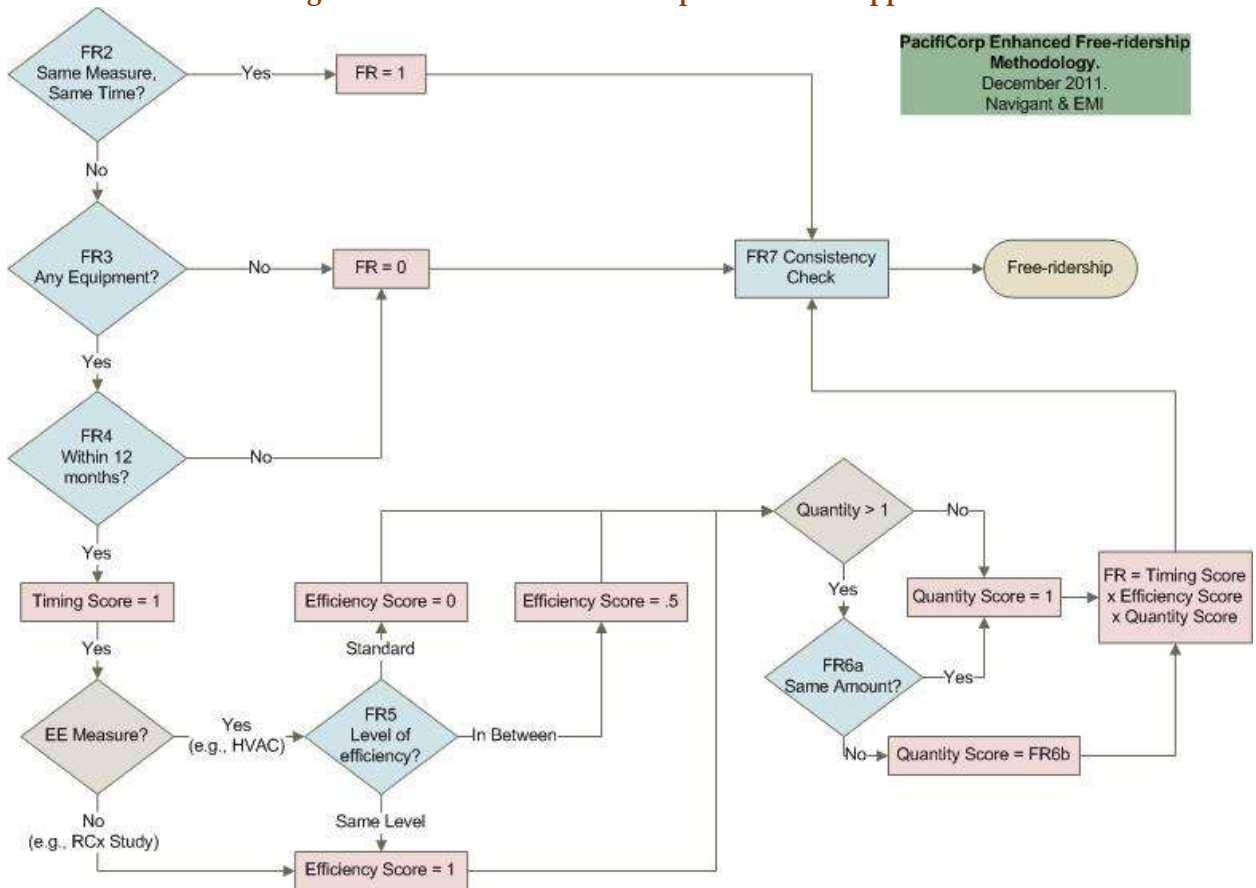 FR2
Same Measure,
Same Time?
Yes
FR = 1
PacifiCorp Enhanced Free-ridership
Methodology.
December 2011.
Navigant & EMI
No
FR3
Any Equipment?
No
FR = 0
FR7 Consistency
Check
Free-ridership
Yes
FR4
Within 12
months?
No
Yes
Timing Score = 1
Yes
EE Measure?
Yes
(e.g., HVAC)
No
(e.g., RCx Study)
FR5
Level of
efficiency?
Standard
Efficiency Score = 0
In Between
Efficiency Score = .5
Same Level
Efficiency Score = 1
Quantity > 1
No
Yes
Quantity Score = 1
FR6a
Same Amount?
Yes
No
Quantity Score = FR6b
FR = Timing Score
x Efficiency Score
x Quantity Score